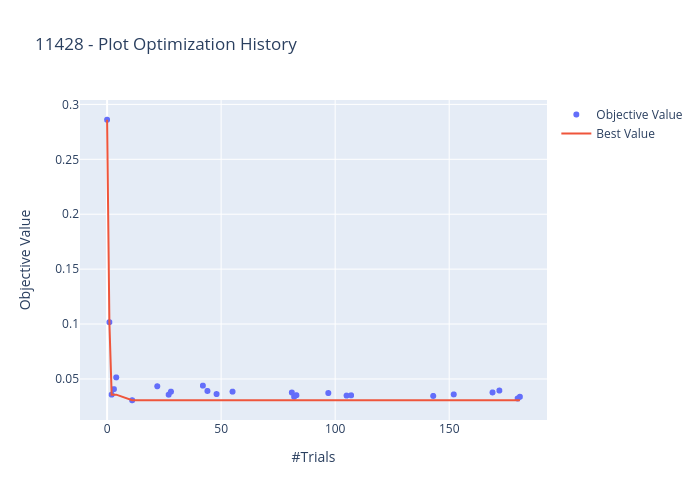 11428 - Plot Optimization History
Objective Value
Best Value
0.3
0.25
0.2
0.15
0.1
0.05
Objective Value
0
50
100
150
#Trials